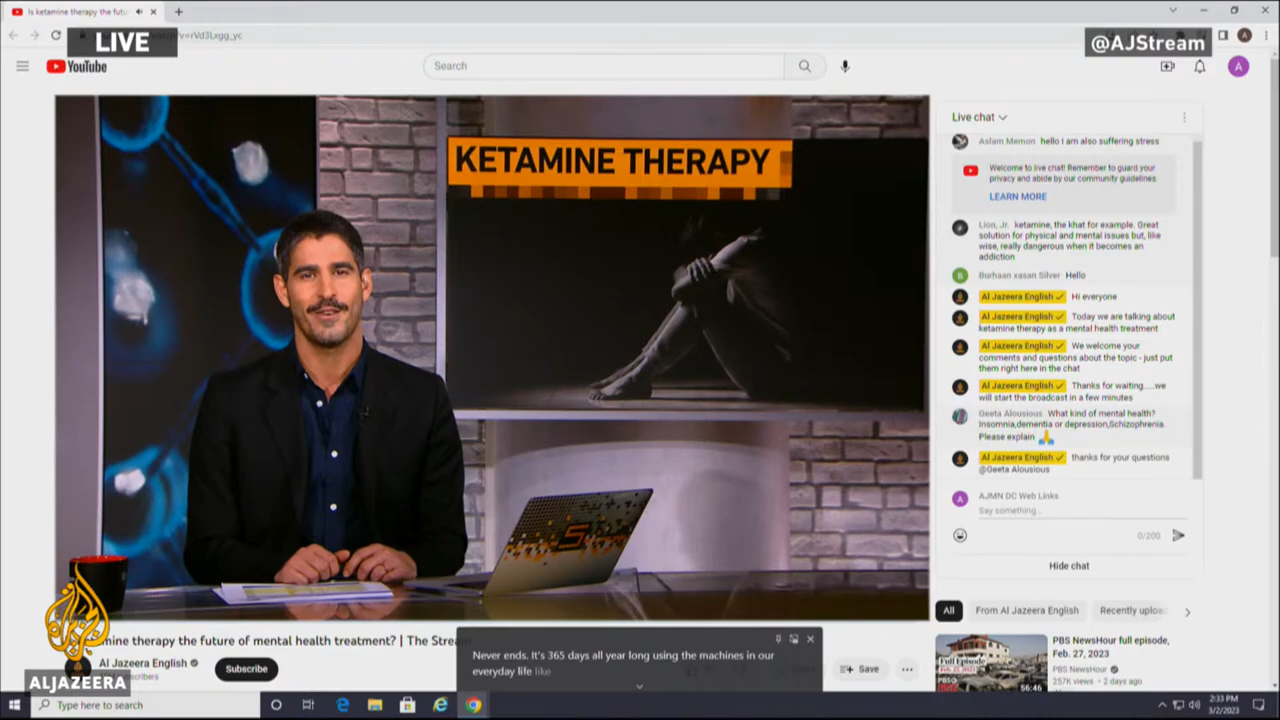 Is ketamine therapy the futu
LIVE
v=rVd3Lxgg_yc
@AJStream
A
YouTube
Search
A
KETAMINE THERAPY
Live chat
Aslam Memon hello I am also suffering stress
Welcome to live chat! Remember to guard your
privacy and abide by our community guidelines.
LEARN MORE
Lion, Jr. ketamine, the khat for example. Great
solution for physical and mental issues but, like
wise, really dangerous when it becomes an
addiction
B
Burhaan xasan Silver Hello
Al Jazeera English Hi everyone
Al Jazeera English Today we are talking about
ketamine therapy as a mental health treatment
Al Jazeera English We welcome your
comments and questions about the topic - just put
them right here in the chat
Al Jazeera English Thanks for waiting.....we
will start the broadcast in a few minutes
Geeta Alousious What kind of mental health?
Insomnia,dementia or depression,Schizophrenia.
Please explain
Al Jazeera English thanks for your questions
@Geeta Alousious
A
AJMN DC Web Links
Say something...
0/200
Hide chat
All
From Al Jazeera English
Recently uploa
mine therapy the future of mental health treatment? | The Strea
Al Jazeera English
scribers
Subscribe
Never ends. It's 365 days all year long using the machines in our
everyday life like
Save
Full Episode
Feb. 27, 2023
PBS
56:46
PBS NewsHour full episode,
Feb. 27, 2023
PBS NewsHour
257K views • 2 days ago
ALJAZEERA
Type here to search
2:33 PM
3/2/2023